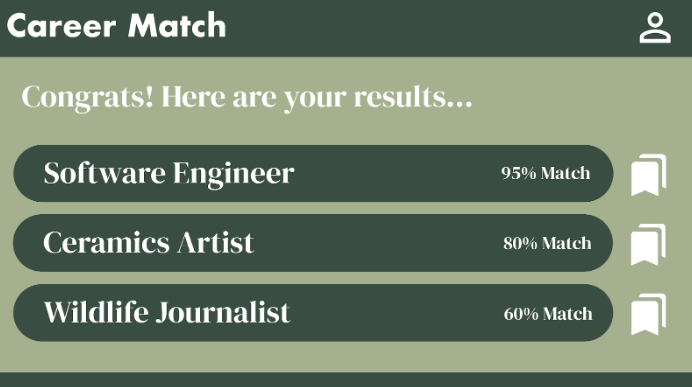 Career Match
Congrats! Here are your results...
Software Engineer 95% Match
Ceramics Artist 80% Match
Wildlife Journalist 60% Match